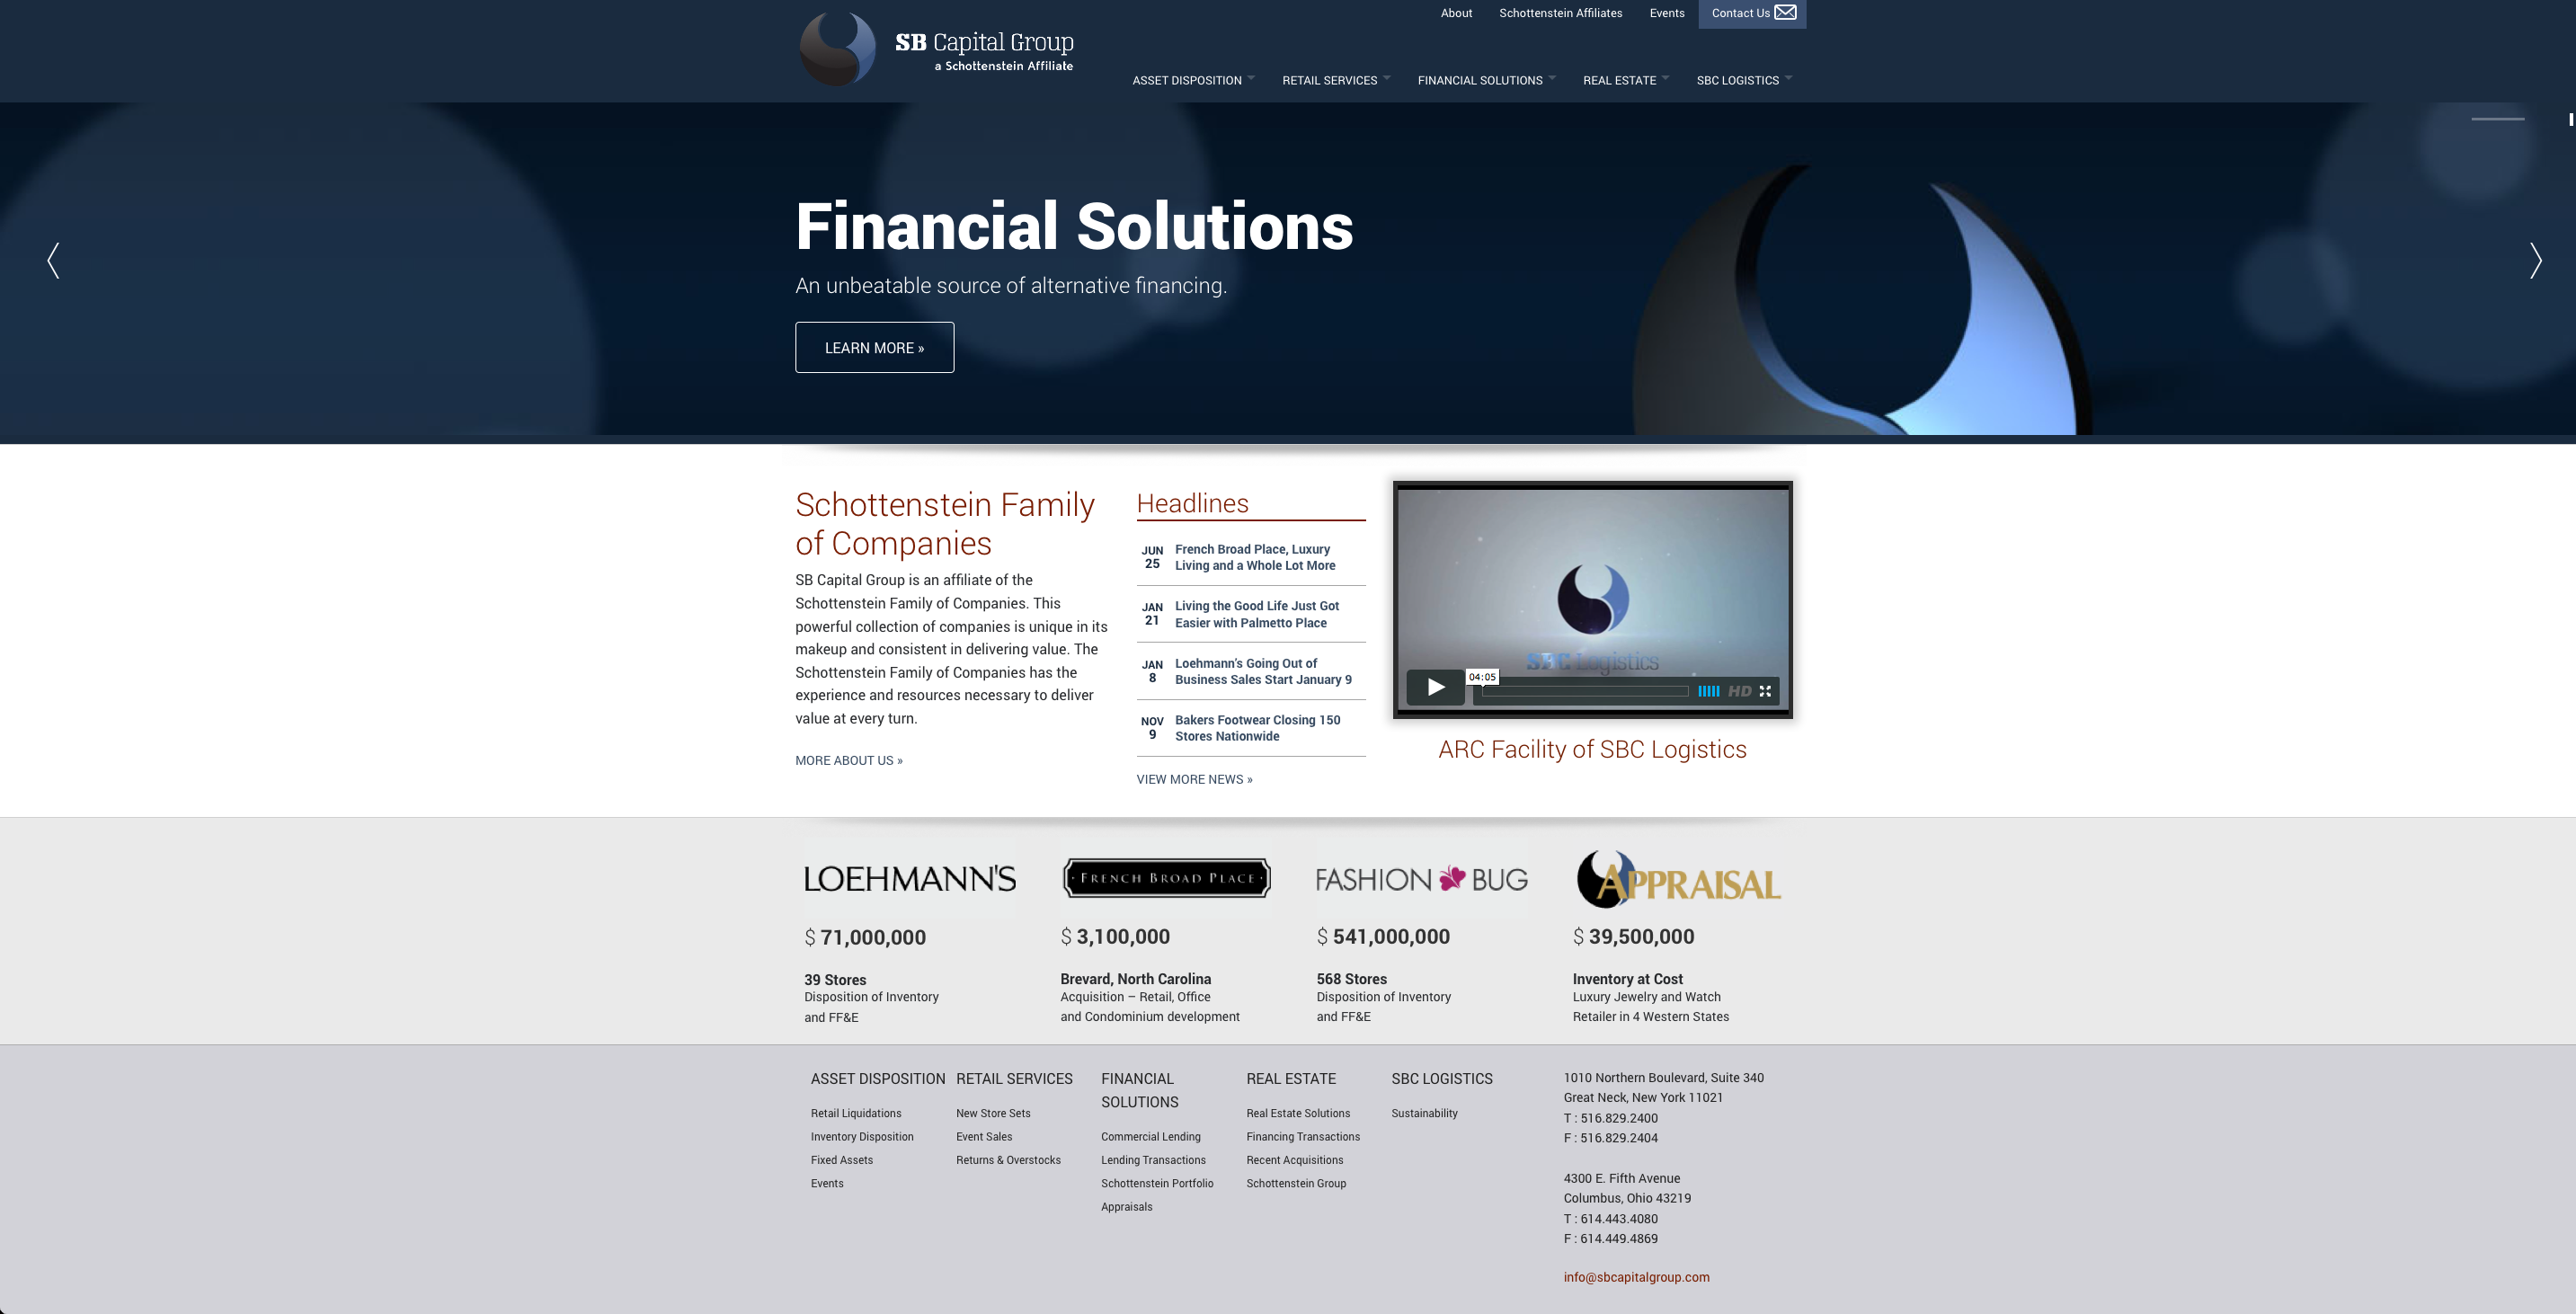 About Schottenstein Affiliates Events Contact Us
SB Capital Group
a Schottenstein Affiliate
ASSET DISPOSITION RETAIL SERVICES FINANCIAL SOLUTIONS REAL ESTATE SBC LOGISTICS
Financial Solutions
An unbeatable source of alternative financing.
LEARN MORE »
Schottenstein Family
of Companies
SB Capital Group is an affiliate of the
Schottenstein Family of Companies. This
powerful collection of companies is unique in its
makeup and consistent in delivering value. The
Schottenstein Family of Companies has the
experience and resources necessary to deliver
value at every turn.
MORE ABOUT US »
Headlines
JUN
25
French Broad Place, Luxury
Living and a Whole Lot More
JAN
21
Living the Good Life Just Got
Easier with Palmetto Place
JAN
8
Loehmann's Going Out of
Business Sales Start January 9
NOV
9
Bakers Footwear Closing 150
Stores Nationwide
VIEW MORE NEWS »
SBC Logistics
04:05
HD
ARC Facility of SBC Logistics
LOEHMANN'S
$ 71,000,000
39 Stores
Disposition of Inventory
and FF&E
FRENCH BROAD PLACE
$ 3,100,000
Brevard, North Carolina
Acquisition – Retail, Office
and Condominium development
FASHION BUG
$ 541,000,000
568 Stores
Disposition of Inventory
and FF&E
APPRAISAL
$ 39,500,000
Inventory at Cost
Luxury Jewelry and Watch
Retailer in 4 Western States
ASSET DISPOSITION
Retail Liquidations
Inventory Disposition
Fixed Assets
Events
RETAIL SERVICES
New Store Sets
Event Sales
Returns & Overstocks
FINANCIAL
SOLUTIONS
Commercial Lending
Lending Transactions
Schottenstein Portfolio
Appraisals
REAL ESTATE
Real Estate Solutions
Financing Transactions
Recent Acquisitions
Schottenstein Group
SBC LOGISTICS
Sustainability
1010 Northern Boulevard, Suite 340
Great Neck, New York 11021
T : 516.829.2400
F : 516.829.2404
4300 E. Fifth Avenue
Columbus, Ohio 43219
T : 614.443.4080
F : 614.449.4869
info@sbcapitalgroup.com